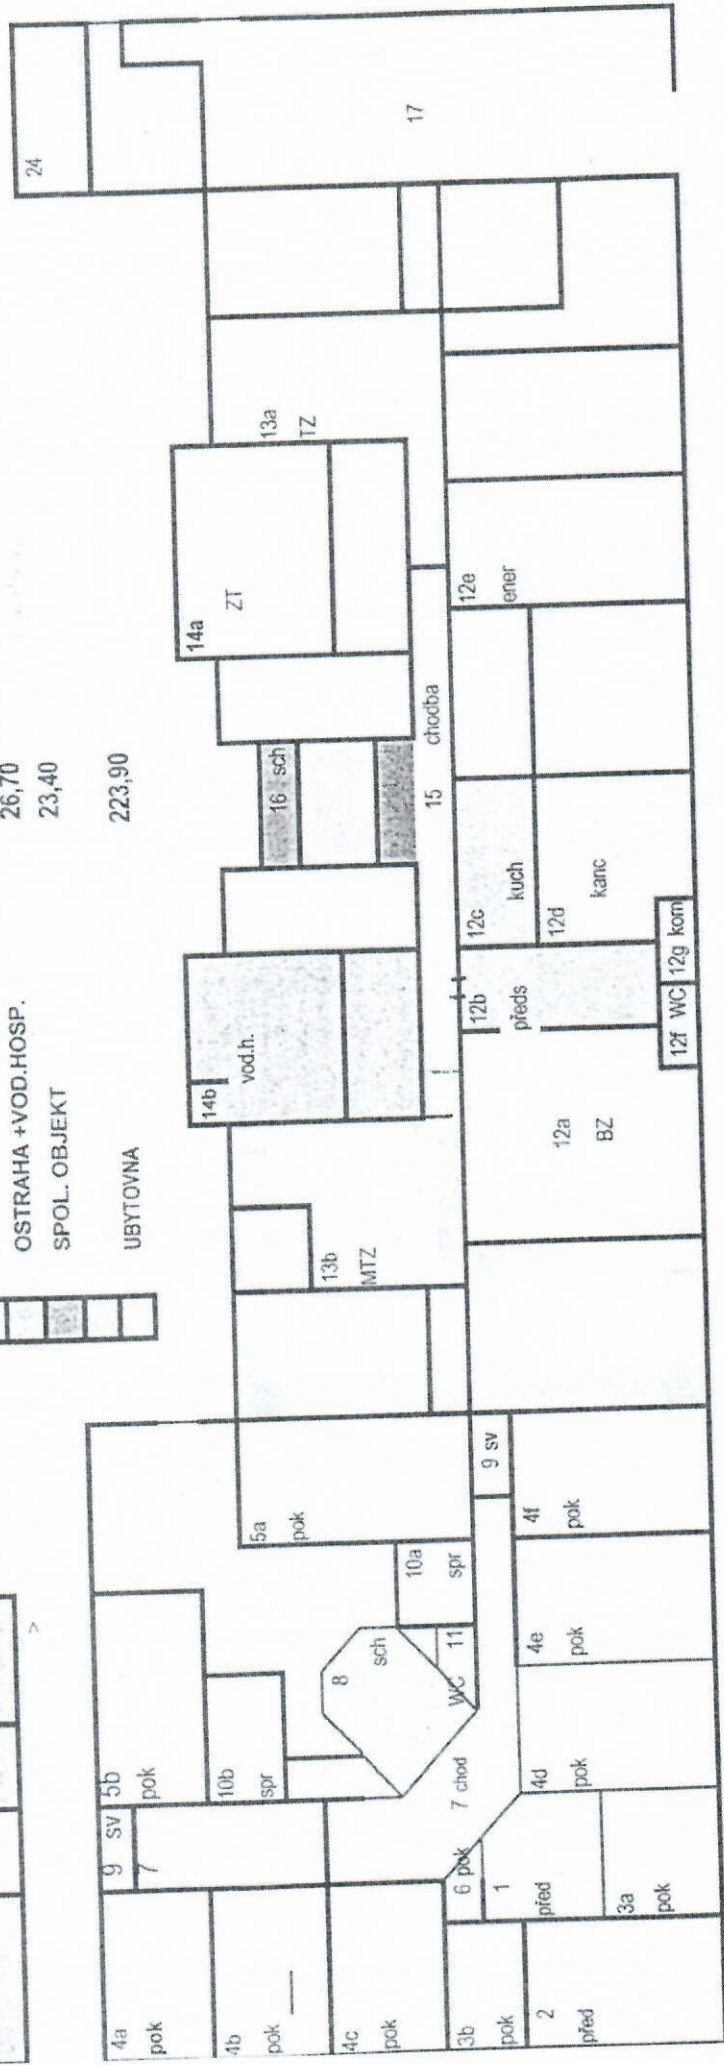 26,70
OSTRAHA +VOD.HOSP.
23,40
SPOL. OBJEKT
223,90
UBYTOVNA
24
17
13a
TZ
14a
ZT
16 sch
15 chodba
14b
vod.h.
13b
MTZ
12e
ener
12c
kuch
12d
kanc
12b
předs
12g kom
12f WC
12a
BZ
5a
pok
9 sv
10a
spr
4f
pok
8
sch
11
WC
4e
pok
5b
pok
10b
spr
7 chod
4d
pok
9 sv
7
6 pok
1
před
3a
pok
4a
pok
4b
pok
4c
pok
3b
pok
2
před